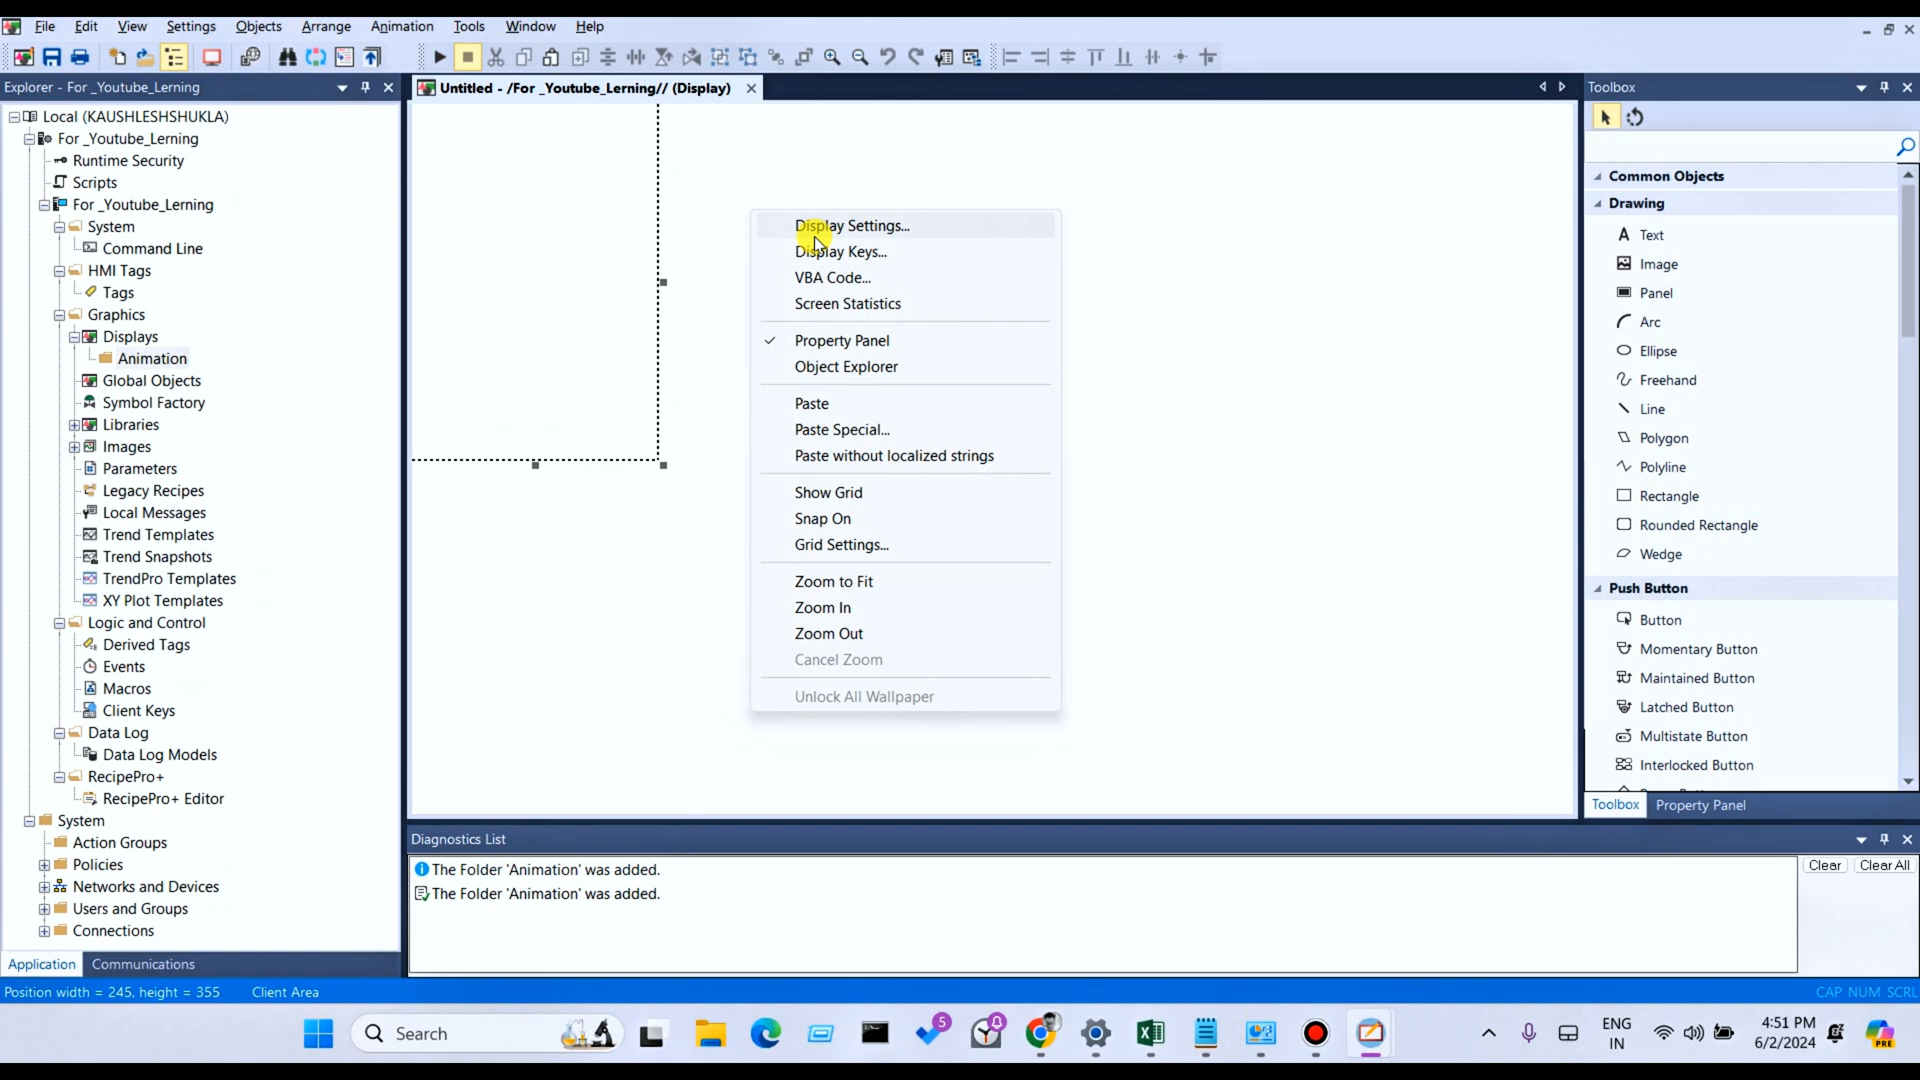 File Edit View Settings Objects Arrange Animation Tools Window Help
Explorer - For _Youtube_Lerning
Untitled - /For _Youtube_Lerning// (Display)
Toolbox
Local (KAUSHLESHSHUKLA)
For _Youtube_Lerning
Runtime Security
Scripts
For _Youtube_Lerning
System
Command Line
HMI Tags
Tags
Graphics
Displays
Animation
Global Objects
Symbol Factory
Libraries
Images
Parameters
Legacy Recipes
Local Messages
Trend Templates
Trend Snapshots
TrendPro Templates
XY Plot Templates
Logic and Control
Derived Tags
Events
Macros
Client Keys
Data Log
Data Log Models
RecipePro+
RecipePro+ Editor
System
Action Groups
Policies
Networks and Devices
Users and Groups
Connections
Application Communications
Display Settings...
Display Keys...
VBA Code...
Screen Statistics
Property Panel
Object Explorer
Paste
Paste Special...
Paste without localized strings
Show Grid
Snap On
Grid Settings...
Zoom to Fit
Zoom In
Zoom Out
Cancel Zoom
Unlock All Wallpaper
Common Objects
Drawing
Text
Image
Panel
Arc
Ellipse
Freehand
Line
Polygon
Polyline
Rectangle
Rounded Rectangle
Wedge
Push Button
Button
Momentary Button
Maintained Button
Latched Button
Multistate Button
Interlocked Button
Toolbox Property Panel
Diagnostics List
The Folder 'Animation' was added.
The Folder 'Animation' was added.
Clear Clear All
Position width = 245, height = 355 Client Area
CAP NUM SCRL
Search
5
ENG
IN
4:51 PM
6/2/2024
PRE